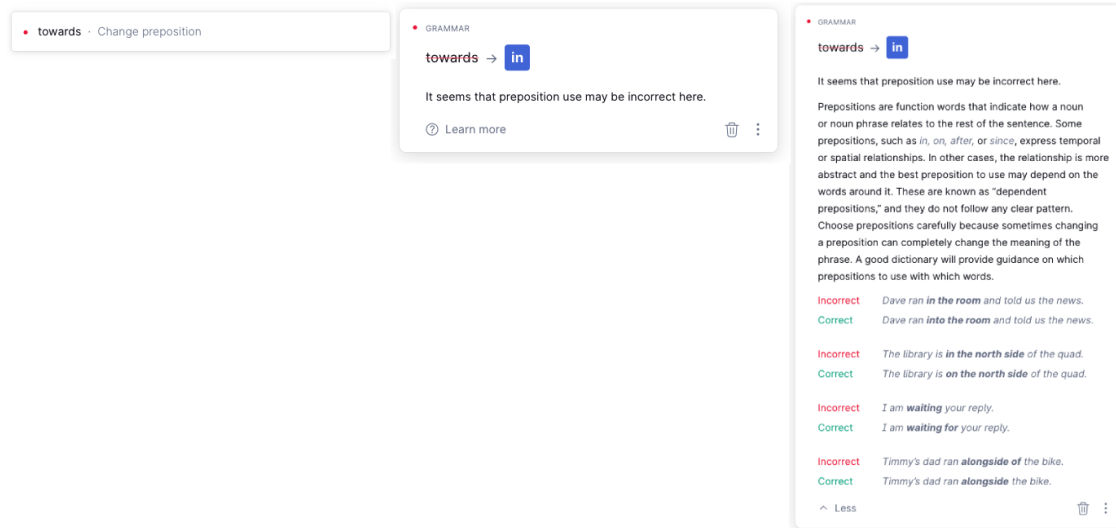 towards · Change preposition
GRAMMAR
towards → in
It seems that preposition use may be incorrect here.
Learn more
GRAMMAR
towards → in
It seems that preposition use may be incorrect here.
Prepositions are function words that indicate how a noun
or noun phrase relates to the rest of the sentence. Some
prepositions, such as in, on, after, or since, express temporal
or spatial relationships. In other cases, the relationship is more
abstract and the best preposition to use may depend on the
words around it. These are known as “dependent
prepositions,” and they do not follow any clear pattern.
Choose prepositions carefully because sometimes changing
a preposition can completely change the meaning of the
phrase. A good dictionary will provide guidance on which
prepositions to use with which words.
Incorrect Dave ran in the room and told us the news.
Correct Dave ran into the room and told us the news.
Incorrect The library is in the north side of the quad.
Correct The library is on the north side of the quad.
Incorrect I am waiting your reply.
Correct I am waiting for your reply.
Incorrect Timmy’s dad ran alongside of the bike.
Correct Timmy’s dad ran alongside the bike.
Less